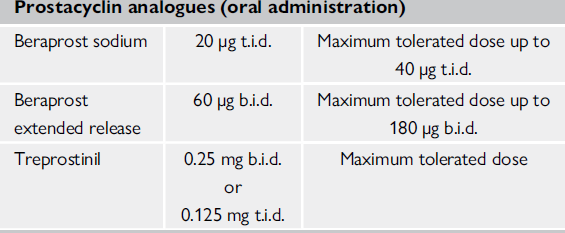 Prostacyclin analogues (oral administration)
Beraprost sodium 20 µg t.i.d. Maximum tolerated dose up to
40 µg t.i.d.
Beraprost 60 µg b.i.d. Maximum tolerated dose up to
extended release 180 µg b.i.d.
Treprostinil 0.25 mg b.i.d. Maximum tolerated dose
or
0.125 mg t.i.d.